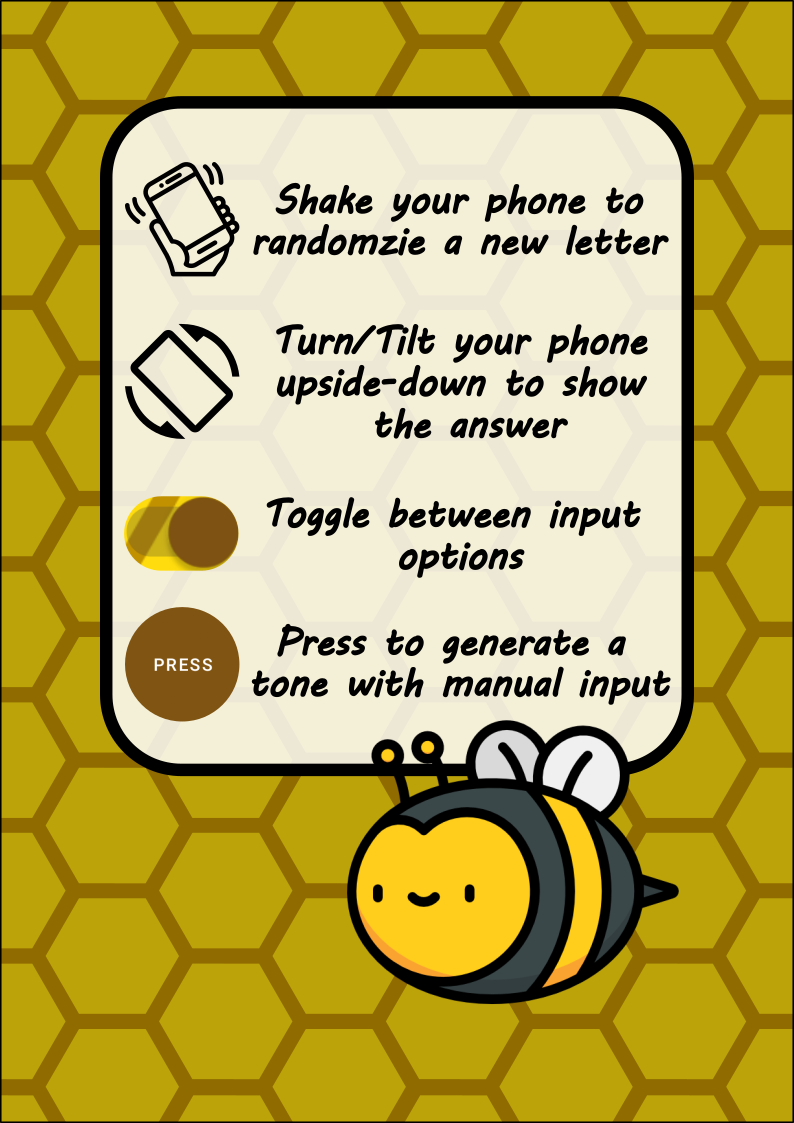 Shake your phone to
randomzie a new letter
Turn/Tilt your phone
upside-down to show
the answer
Toggle between input
options
PRESS
Press to generate a
tone with manual input